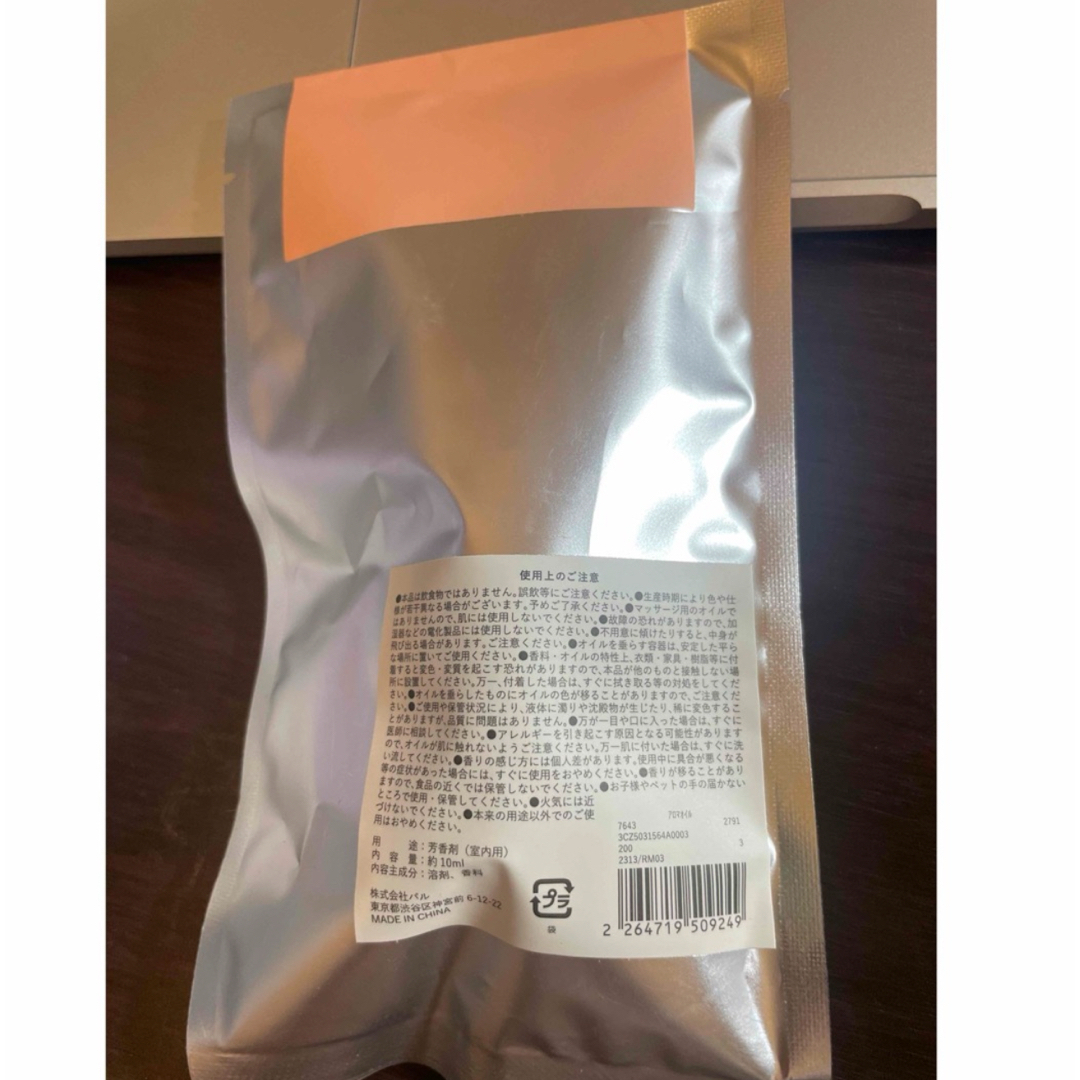 使用上のご注意
●本品は飲食物ではありません。誤飲等にご注意ください。●生産時期により色や仕
様が若干異なる場合がございます。予めご了承ください。●マッサージ用のオイルで
はありませんので、肌には使用しないでください。●故障の恐れがありますので、加
湿器などの電化製品には使用しないでください。●不用意に傾けたりすると、中身が
飛び出る場合があります。ご注意ください。●オイルを垂らす容器は、安定した平ら
な場所に置いてご使用ください。●香料・オイルの特性上、衣類・家具・樹脂等に付
着すると変色・変質を起こす恐れがありますので、本品が他のものと接触しない場
所に設置してください。万一、付着した場合は、すぐに拭き取る等の対処をしてくだ
さい。●オイルを垂らしたものにオイルの色が移ることがありますので、ご注意くださ
い。●ご使用や保管状況により、液体に濁りや沈殿物が生じたり、稀に変色するこ
とがありますが、品質に問題はありません。●万が一目や口に入った場合は、すぐに
医師に相談してください。●アレルギーを引き起こす原因となる可能性があります
ので、オイルが肌に触れないようご注意ください。万一肌に付いた場合は、すぐに洗
い流してください。●香りの感じ方には個人差があります。使用中に具合が悪くなる
等の症状があった場合には、すぐに使用をおやめください。●香りが移ることがあり
ますので、食品の近くでは保管しないでください。●お子様やペットの手の届かない
ところで使用・保管してください。●火気には近
づけないでください。●本来の用途以外でのご使
用はおやめください。
用 途：芳香剤（室内用）
内 容 量：約10ml
内容主成分：溶剤、香料
株式会社パル
東京都渋谷区神宮前 6-12-22
MADE IN CHINA
プラ
袋
アロマオイル
7643 2791
3CZ5031564A0003
200 3
2313/RM03
2 264719 509249